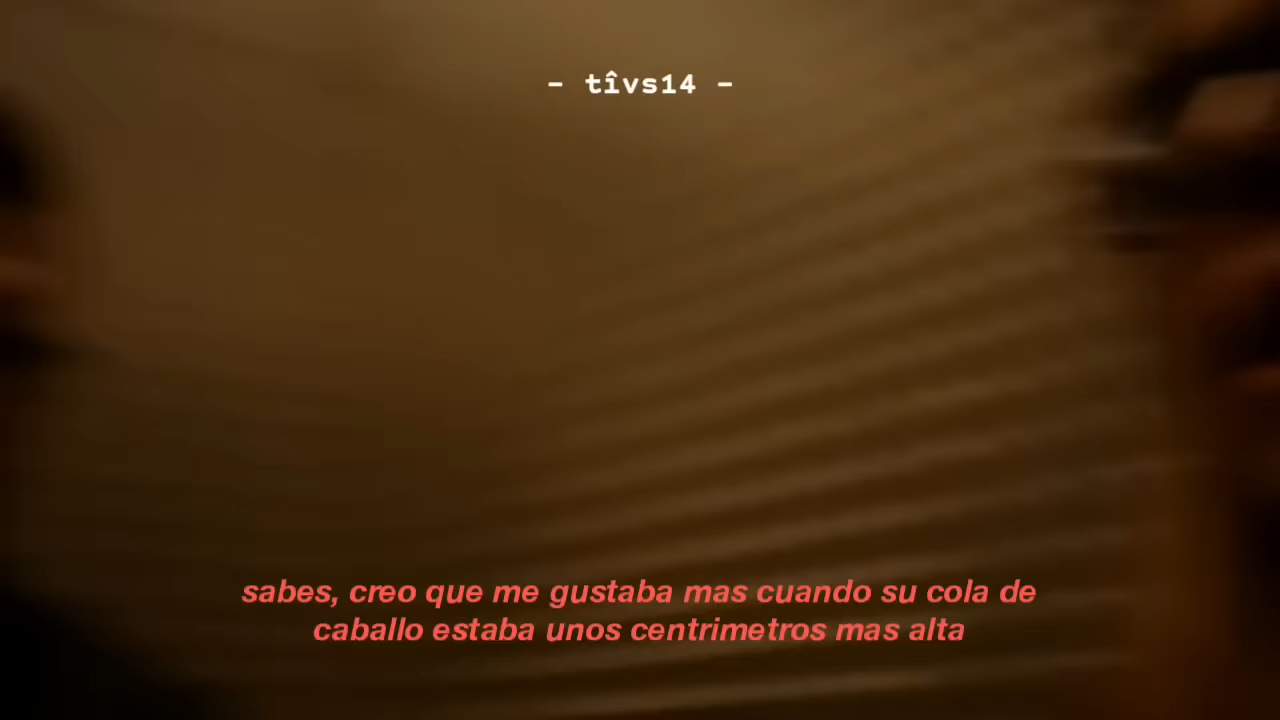 - tîvs14 -
sabes, creo que me gustaba mas cuando su cola de
caballo estaba unos centrimetros mas alta